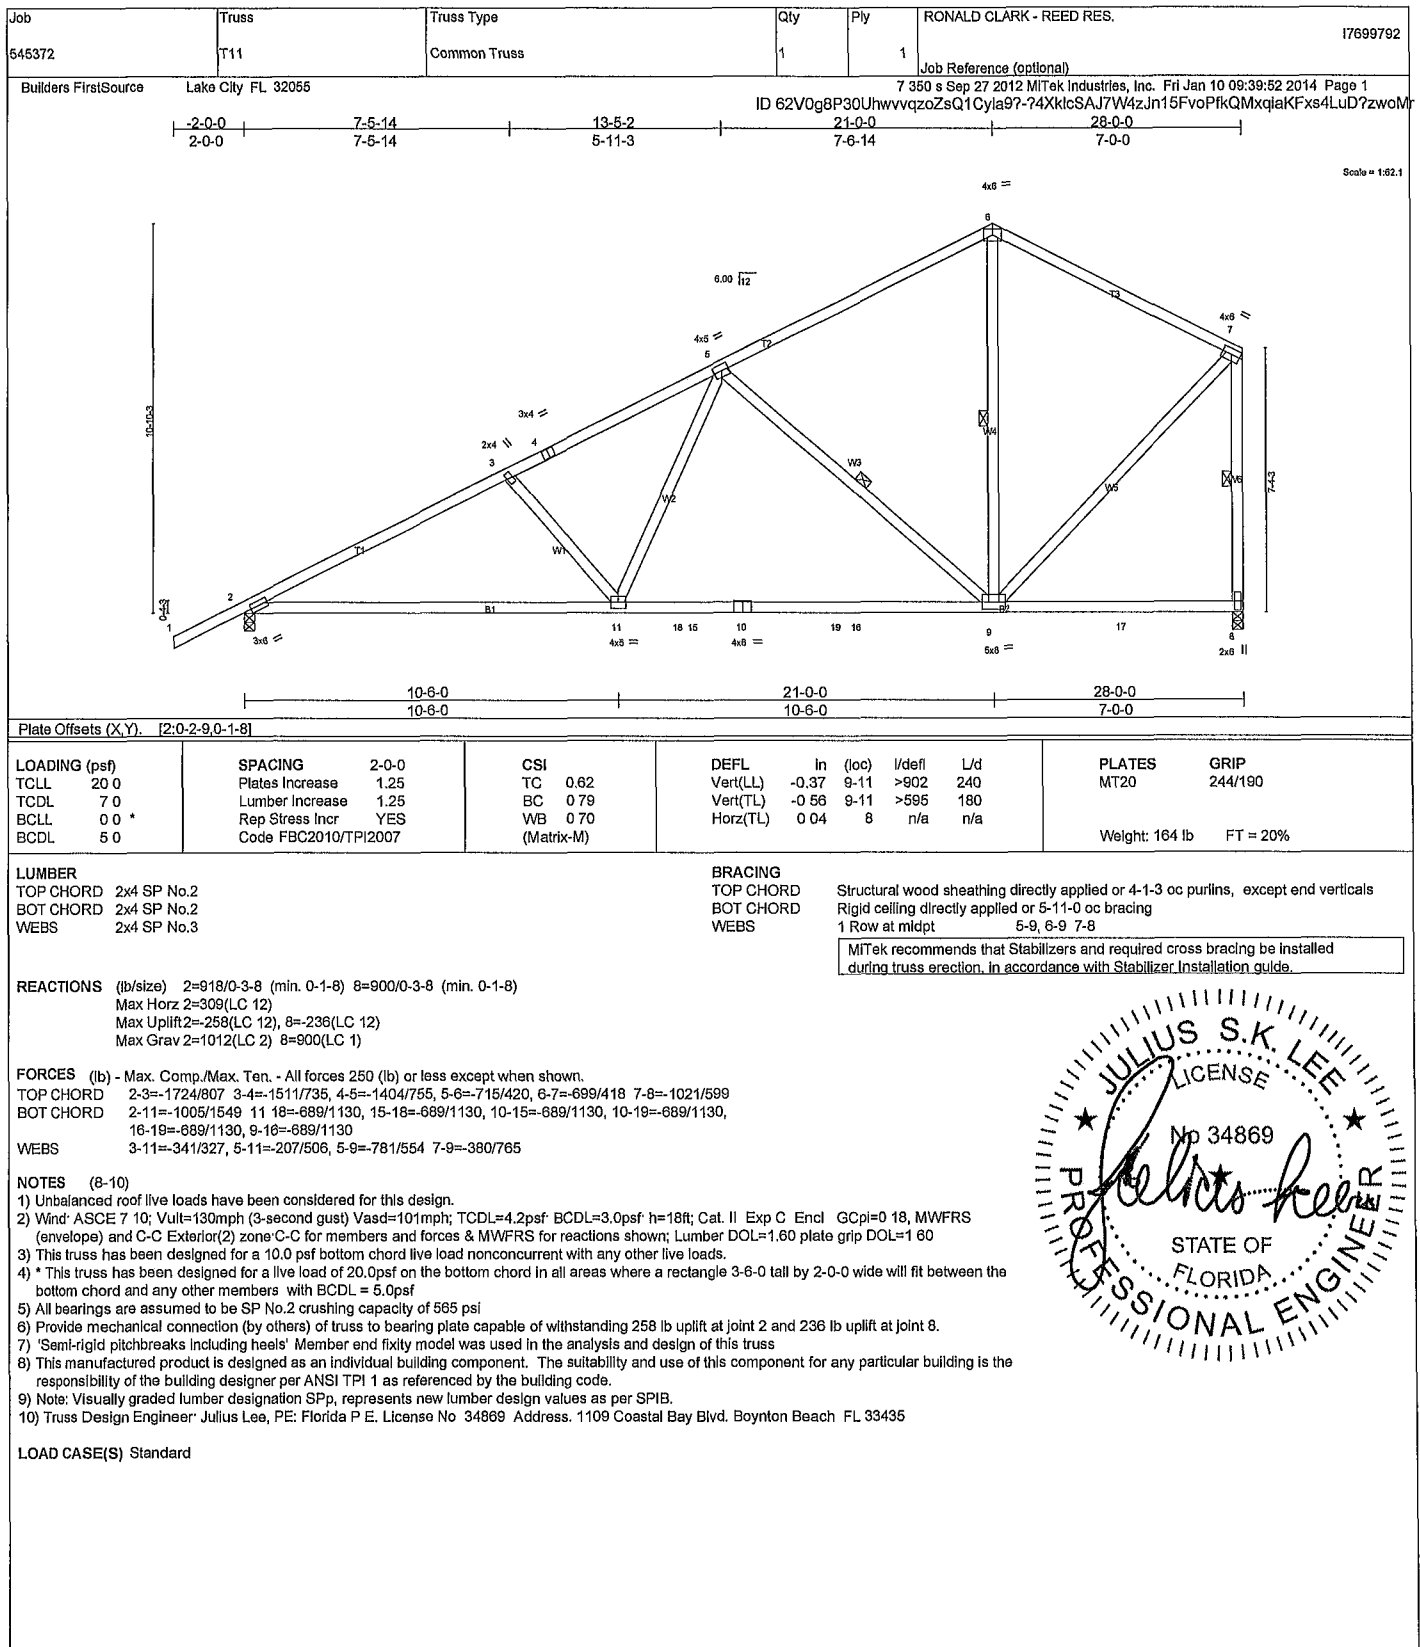 Job Truss Truss Type Qty Ply RONALD CLARK - REED RES.
I7699792
545372 T11 Common Truss 1 1
Job Reference (optional)
Builders FirstSource Lake City FL 32055 7 350 s Sep 27 2012 MiTek Industries, Inc. Fri Jan 10 09:39:52 2014 Page 1
-2-0-0 7-5-14 13-5-2 21-0-0 28-0-0
2-0-0 7-5-14 5-11-3 7-6-14 7-0-0
Scale = 1:62.1
4x6 =
6
6.00 12
T3
4x6 =
7
4x5 =
5
T2
10-10-3
3x4 =
2x4 \\
4
3
W4
W3
W6
7-4-3
W5
W2
T1
W1
0-4-3
2
1
B1
B2
11 18 15 10 19 16 9 17 8
3x6 = 4x5 = 4x6 = 5x8 = 2x6 ||
10-6-0 21-0-0 28-0-0
10-6-0 10-6-0 7-0-0
Plate Offsets (X,Y). [2:0-2-9,0-1-8]
LOADING (psf) SPACING 2-0-0 CSI DEFL in (loc) l/defl L/d PLATES GRIP
TCLL 20 0 Plates Increase 1.25 TC 0.62 Vert(LL) -0.37 9-11 >902 240 MT20 244/190
TCDL 7 0 Lumber Increase 1.25 BC 0 79 Vert(TL) -0 56 9-11 >595 180
BCLL 0 0 * Rep Stress Incr YES WB 0 70 Horz(TL) 0 04 8 n/a n/a
BCDL 5 0 Code FBC2010/TPI2007 (Matrix-M) Weight: 164 lb FT = 20%
LUMBER
TOP CHORD 2x4 SP No.2
BOT CHORD 2x4 SP No.2
WEBS 2x4 SP No.3
BRACING
TOP CHORD Structural wood sheathing directly applied or 4-1-3 oc purlins, except end verticals
BOT CHORD Rigid ceiling directly applied or 5-11-0 oc bracing
WEBS 1 Row at midpt 5-9, 6-9 7-8
MiTek recommends that Stabilizers and required cross bracing be installed
during truss erection, in accordance with Stabilizer Installation guide.
REACTIONS (lb/size) 2=918/0-3-8 (min. 0-1-8) 8=900/0-3-8 (min. 0-1-8)
Max Horz 2=309(LC 12)
Max Uplift2=-258(LC 12), 8=-236(LC 12)
Max Grav 2=1012(LC 2) 8=900(LC 1)
FORCES (lb) - Max. Comp./Max. Ten. - All forces 250 (lb) or less except when shown.
TOP CHORD 2-3=-1724/807 3-4=-1511/735, 4-5=-1404/755, 5-6=-715/420, 6-7=-699/418 7-8=-1021/599
BOT CHORD 2-11=-1005/1549 11 18=-689/1130, 15-18=-689/1130, 10-15=-689/1130, 10-19=-689/1130,
16-19=-689/1130, 9-16=-689/1130
WEBS 3-11=-341/327, 5-11=-207/506, 5-9=-781/554 7-9=-380/765
NOTES (8-10)
1) Unbalanced roof live loads have been considered for this design.
2) Wind· ASCE 7 10; Vult=130mph (3-second gust) Vasd=101mph; TCDL=4.2psf· BCDL=3.0psf· h=18ft; Cat. II Exp C Encl GCpi=0 18, MWFRS
(envelope) and C-C Exterior(2) zone·C-C for members and forces & MWFRS for reactions shown; Lumber DOL=1.60 plate grip DOL=1 60
3) This truss has been designed for a 10.0 psf bottom chord live load nonconcurrent with any other live loads.
4) * This truss has been designed for a live load of 20.0psf on the bottom chord in all areas where a rectangle 3-6-0 tall by 2-0-0 wide will fit between the
bottom chord and any other members with BCDL = 5.0psf
5) All bearings are assumed to be SP No.2 crushing capacity of 565 psi
6) Provide mechanical connection (by others) of truss to bearing plate capable of withstanding 258 lb uplift at joint 2 and 236 lb uplift at joint 8.
7) 'Semi-rigid pitchbreaks including heels' Member end fixity model was used in the analysis and design of this truss
8) This manufactured product is designed as an individual building component. The suitability and use of this component for any particular building is the
responsibility of the building designer per ANSI TPI 1 as referenced by the building code.
9) Note: Visually graded lumber designation SPp, represents new lumber design values as per SPIB.
10) Truss Design Engineer· Julius Lee, PE: Florida P E. License No 34869 Address. 1109 Coastal Bay Blvd. Boynton Beach FL 33435
LOAD CASE(S) Standard
JULIUS S.K. LEE
LICENSE
No 34869
Julius Lee
STATE OF
FLORIDA
PROFESSIONAL ENGINEER